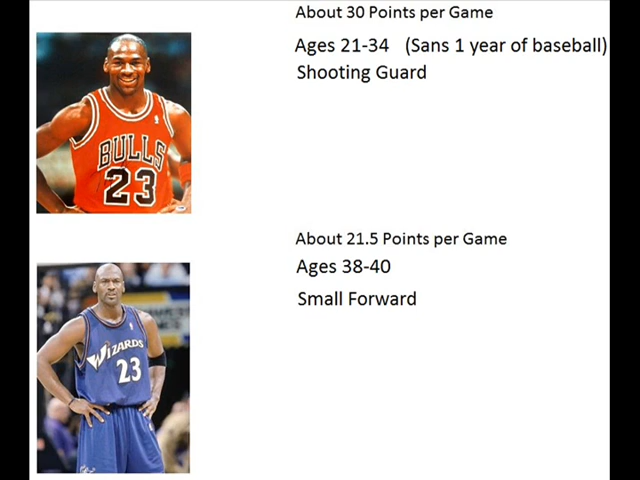 About 30 Points per Game
Ages 21-34 (Sans 1 year of baseball)
Shooting Guard
BULLS
23
About 21.5 Points per Game
Ages 38-40
Small Forward
WIZARDS
23